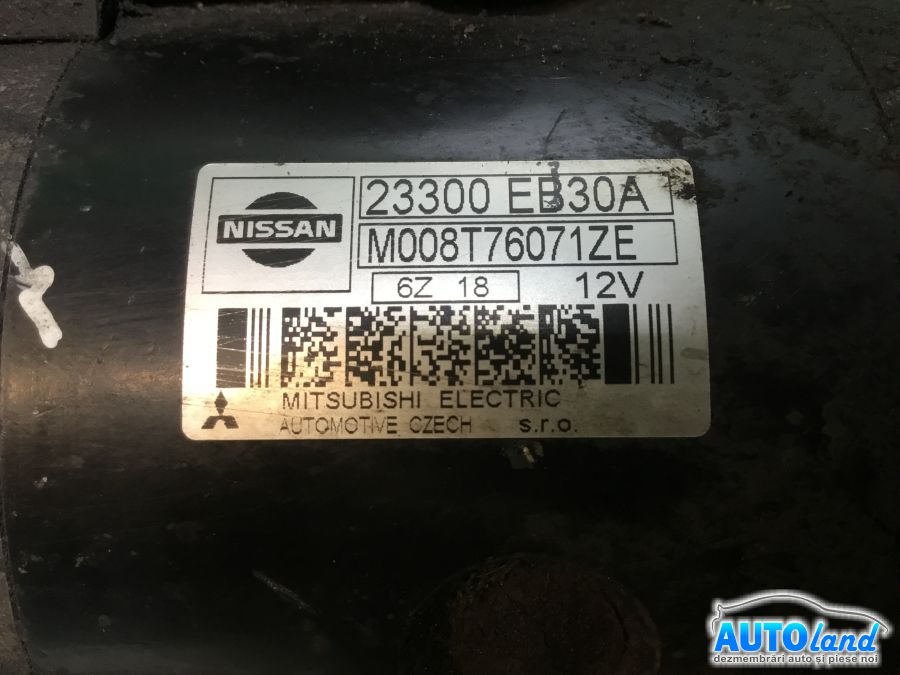 NISSAN
23300 EB30A
M008T76071ZE
6Z 18
12V
MITSUBISHI ELECTRIC
AUTOMOTIVE CZECH s.r.o.
AUTOland
dezmembrări auto și piese noi